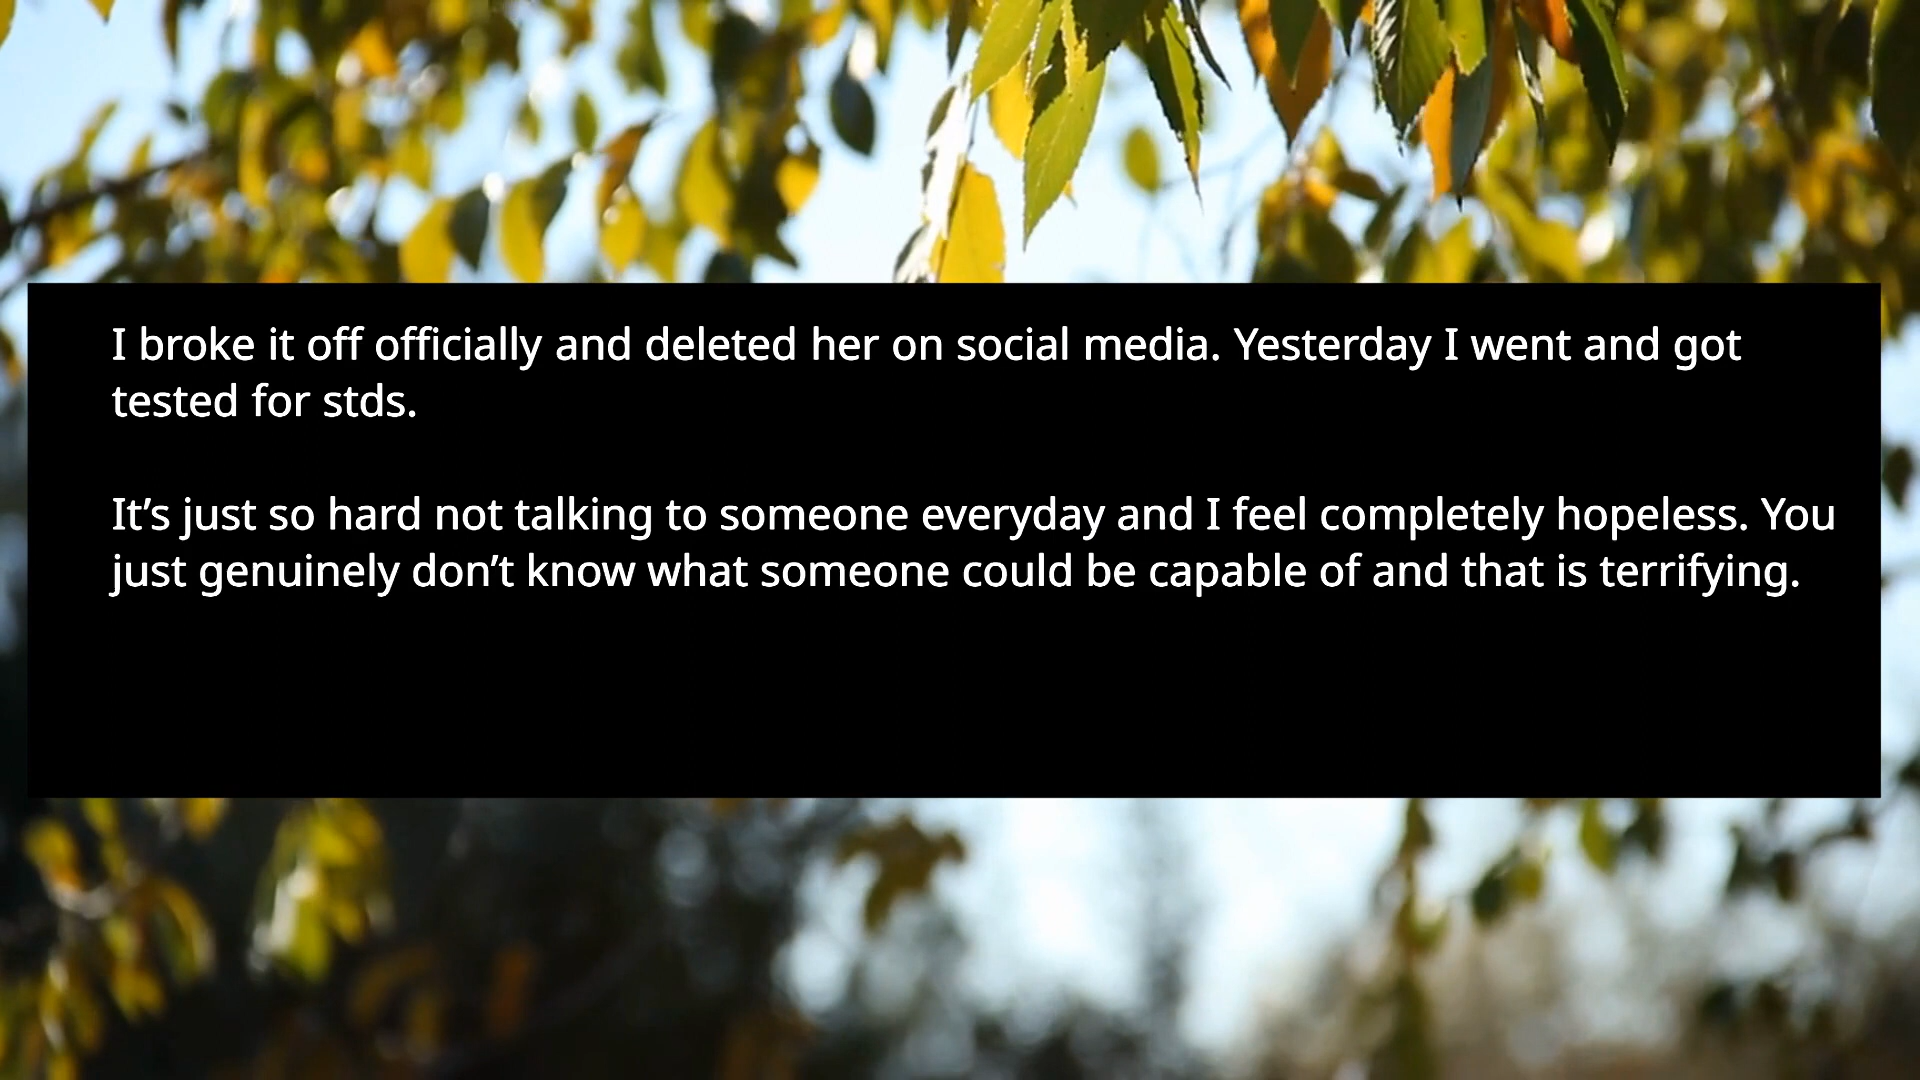 I broke it off officially and deleted her on social media. Yesterday I went and got
tested for stds.
It’s just so hard not talking to someone everyday and I feel completely hopeless. You
just genuinely don’t know what someone could be capable of and that is terrifying.